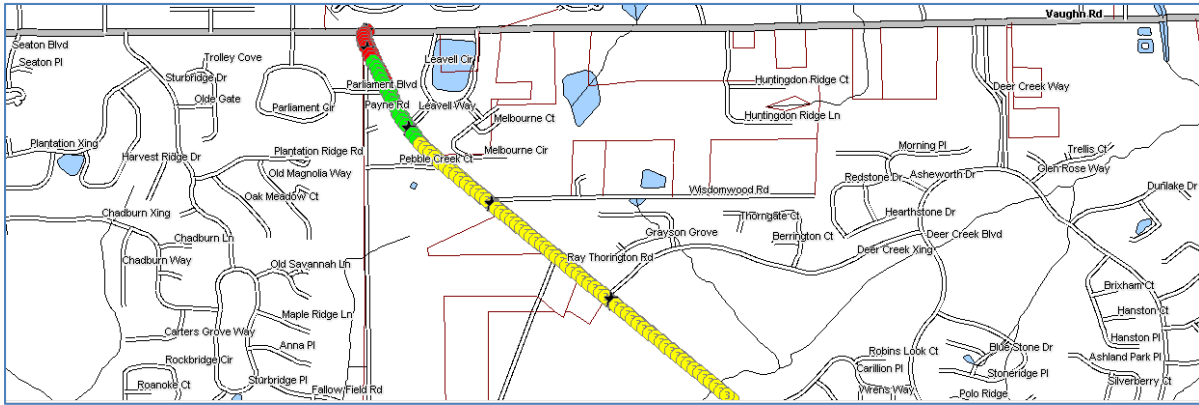 Vaughn Rd
Seaton Blvd
Seaton Pl
Trolley Cove
Sturbridge Dr
Olde Gate
Parliament Cir
Parliament Blvd
Payne Rd
Leavell Cir
Leavell Way
Melbourne Ct
Melbourne Cir
Huntingdon Ridge Ct
Huntingdon Ridge Ln
Deer Creek Way
Plantation Xing
Harvest Ridge Dr
Plantation Ridge Rd
Old Magnolia Way
Oak Meadow Ct
Pebble Creek Ct
Wisdomwood Rd
Morning Pl
Redstone Dr
Asheworth Dr
Trellis Ct
Glen Rose Way
Dunlake Dr
Chadburn Xing
Chadburn Ln
Chadburn Way
Old Savannah Ln
Grayson Grove
Thorngate Ct
Berrington Ct
Hearthstone Dr
Deer Creek Blvd
Deer Creek Xing
Ray Thorington Rd
Maple Ridge Ln
Carters Grove Way
Anna Pl
Rockbridge Cir
Roanoke Ct
Sturbridge Pl
Fallow Field Rd
Brixham Ct
Hanston Ct
Hanston Pl
Ashland Park Pl
Silverberry Ct
Robins Look Ct
Carillion Pl
Wrens Way
Blue Stone Dr
Stoneridge Pl
Polo Ridge